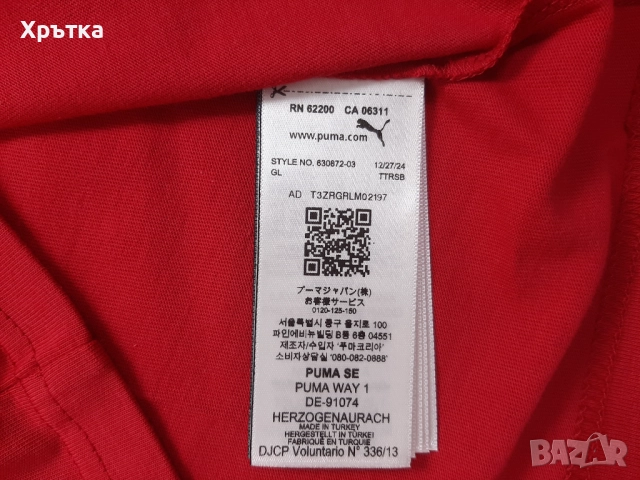 Хрътка
RN 62200 CA 06311
www.puma.com
STYLE NO. 630872-03 12/27/24
GL TTRSB
AD T3ZRGRLM02197
プーマジャパン(株)
お客様サービス
0120-125-150
서울특별시 중구 을지로 100
파인에비뉴빌딩 B동 6층 04551
제조자/수입자 '푸마코리아'
소비자상담실 '080-082-0888'
PUMA SE
PUMA WAY 1
DE-91074
HERZOGENAURACH
MADE IN TURKEY
HERGESTELLT IN TÜRKEI
FABRIQUÉ EN TURQUIE
DJCP Voluntario N° 336/13
BAZAR